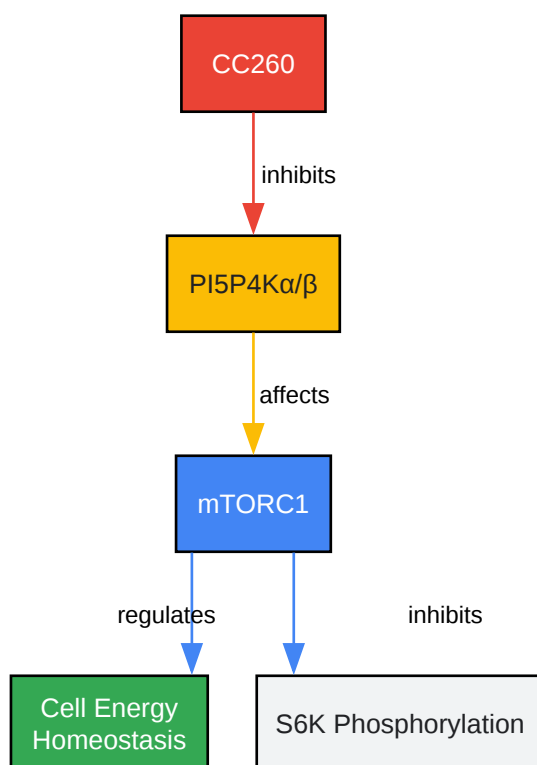 CC260
inhibits
PI5P4Kα/β
affects
mTORC1
regulates
inhibits
Cell Energy
Homeostasis
S6K Phosphorylation